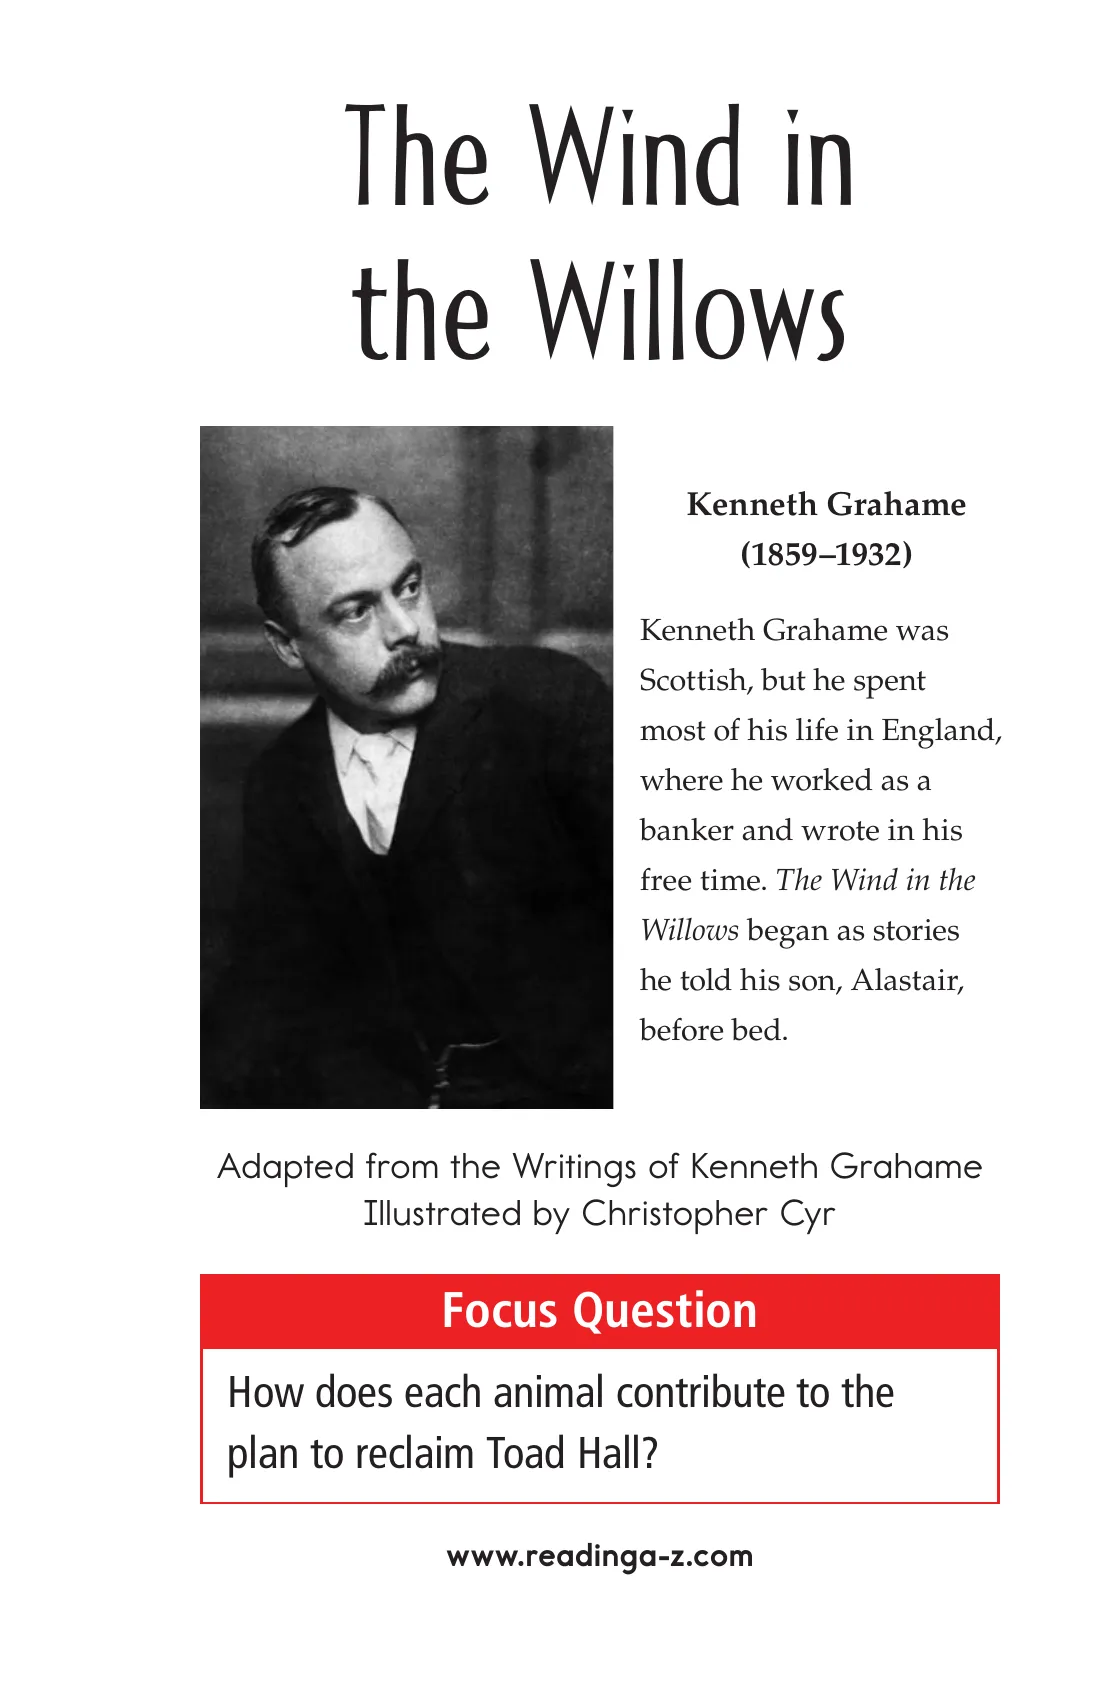 The Wind in
the Willows
Kenneth Grahame
(1859–1932)
Kenneth Grahame was
Scottish, but he spent
most of his life in England,
where he worked as a
banker and wrote in his
free time. The Wind in the
Willows began as stories
he told his son, Alastair,
before bed.
Adapted from the Writings of Kenneth Grahame
Illustrated by Christopher Cyr
Focus Question
How does each animal contribute to the
plan to reclaim Toad Hall?
www.readinga-z.com